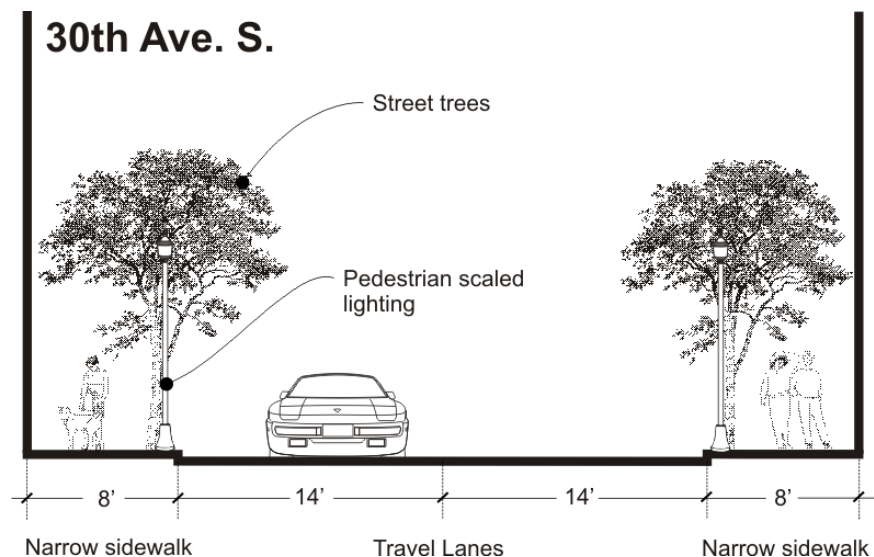 30th Ave. S.
Street trees
Pedestrian scaled
lighting
8’ 14’ 14’ 8’
Narrow sidewalk Travel Lanes Narrow sidewalk